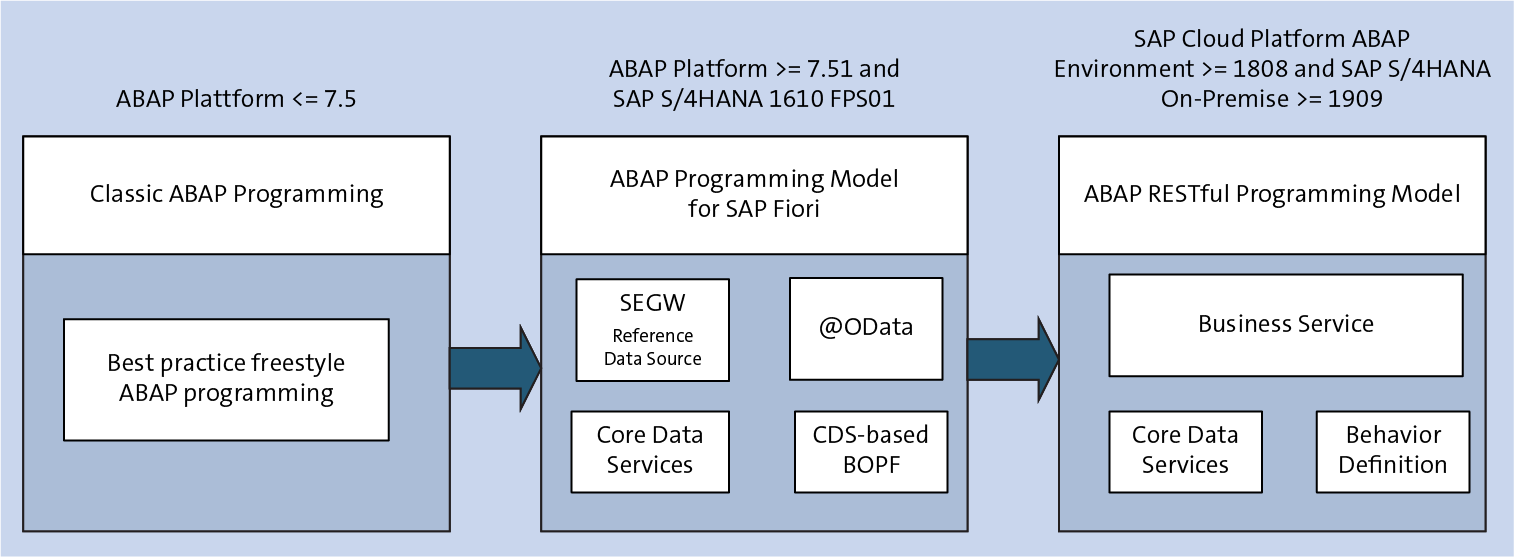 ABAP Plattform <= 7.5
Classic ABAP Programming
Best practice freestyle
ABAP programming
ABAP Platform >= 7.51 and
SAP S/4HANA 1610 FPS01
ABAP Programming Model
for SAP Fiori
SEGW
Reference
Data Source
@OData
Core Data
Services
CDS-based
BOPF
SAP Cloud Platform ABAP
Environment >= 1808 and SAP S/4HANA
On-Premise >= 1909
ABAP RESTful Programming Model
Business Service
Core Data
Services
Behavior
Definition